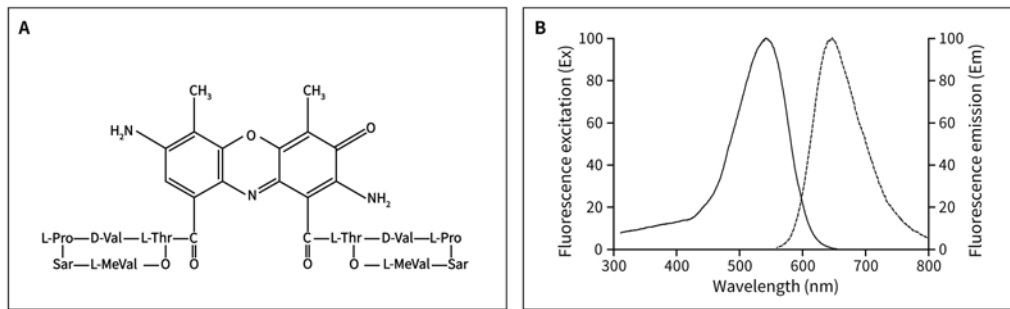 A
CH₃
CH₃
H₂N
O
O
N
NH₂
L-Pro—D-Val—L-Thr—C
C—L-Thr—D-Val—L-Pro
Sar—L-MeVal—O
O
O
O—L-MeVal—Sar
B
Fluorescence excitation (Ex)
100
80
60
40
20
0
100
80
60
40
20
0
Fluorescence emission (Em)
300 400 500 600 700 800
Wavelength (nm)